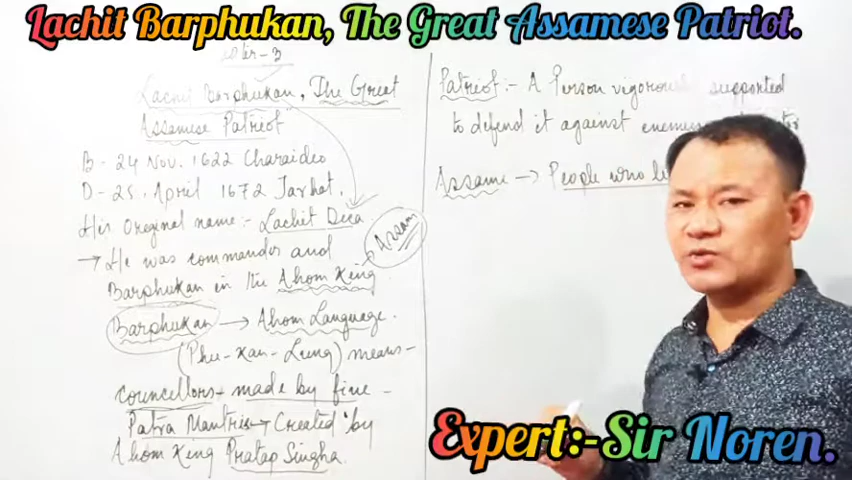 Lachit Barphukan, The Great Assamese Patriot.
Lachit Barphukan, The Great
Assamese Patriot
B - 24 Nov. 1622 Charaideo
D - 25. April 1672 Jorhat.
His Oreginal name:- Lachit Deca.
→ He was commander and
Barphukan in the Ahom King
Assam
Barphukan → Ahom Language.
(Phu-Kan-Lung) means -
councellors - made by five -
Patra Mantris → Created by
Ahom King Pratap Singha.
Patriot:- A Person vigorous supported
to defend it against enemies
Assame → People who
Expert:-Sir Noren.